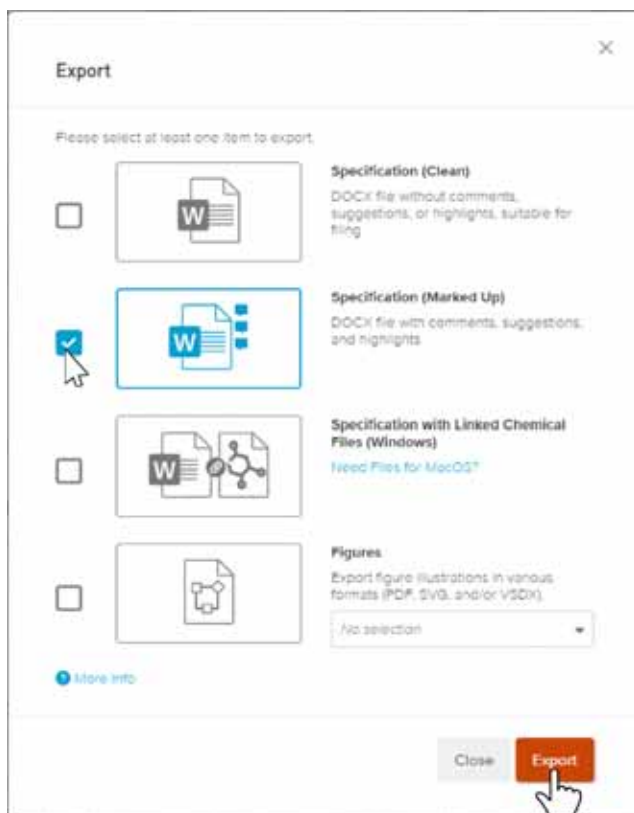 Export
Please select at least one item to export.
Specification (Clean)
DOCX file without comments,
suggestions, or highlights, suitable for
filing
W
Specification (Marked Up)
DOCX file with comments, suggestions,
and highlights
W
Specification with Linked Chemical
Files (Windows)
Need Files for MacOS?
W
Figures
Export figure illustrations in various
formats (PDF, SVG, and/or VSDX).
No selection
? More Info
Close
Export